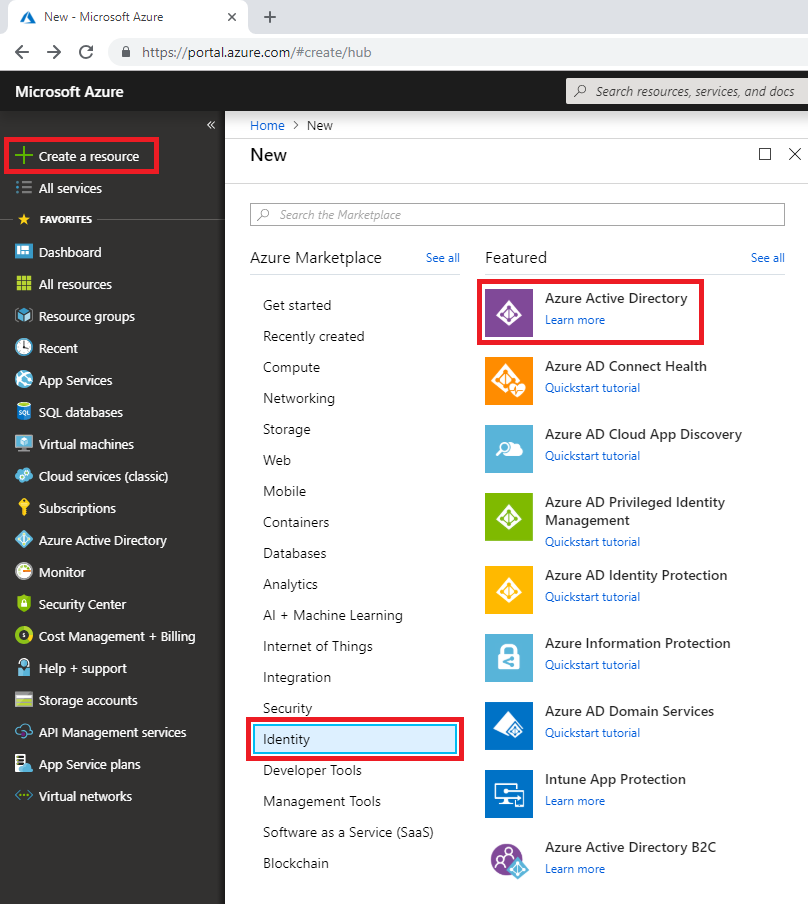 New - Microsoft Azure
https://portal.azure.com/#create/hub
Microsoft Azure
Search resources, services, and docs
Create a resource
All services
FAVORITES
Dashboard
All resources
Resource groups
Recent
App Services
SQL databases
Virtual machines
Cloud services (classic)
Subscriptions
Azure Active Directory
Monitor
Security Center
Cost Management + Billing
Help + support
Storage accounts
API Management services
App Service plans
Virtual networks
Home > New
New
Search the Marketplace
Azure Marketplace
See all
Get started
Recently created
Compute
Networking
Storage
Web
Mobile
Containers
Databases
Analytics
AI + Machine Learning
Internet of Things
Integration
Security
Identity
Developer Tools
Management Tools
Software as a Service (SaaS)
Blockchain
Featured
See all
Azure Active Directory
Learn more
Azure AD Connect Health
Quickstart tutorial
Azure AD Cloud App Discovery
Quickstart tutorial
Azure AD Privileged Identity
Management
Quickstart tutorial
Azure AD Identity Protection
Quickstart tutorial
Azure Information Protection
Quickstart tutorial
Azure AD Domain Services
Quickstart tutorial
Intune App Protection
Learn more
Azure Active Directory B2C
Learn more